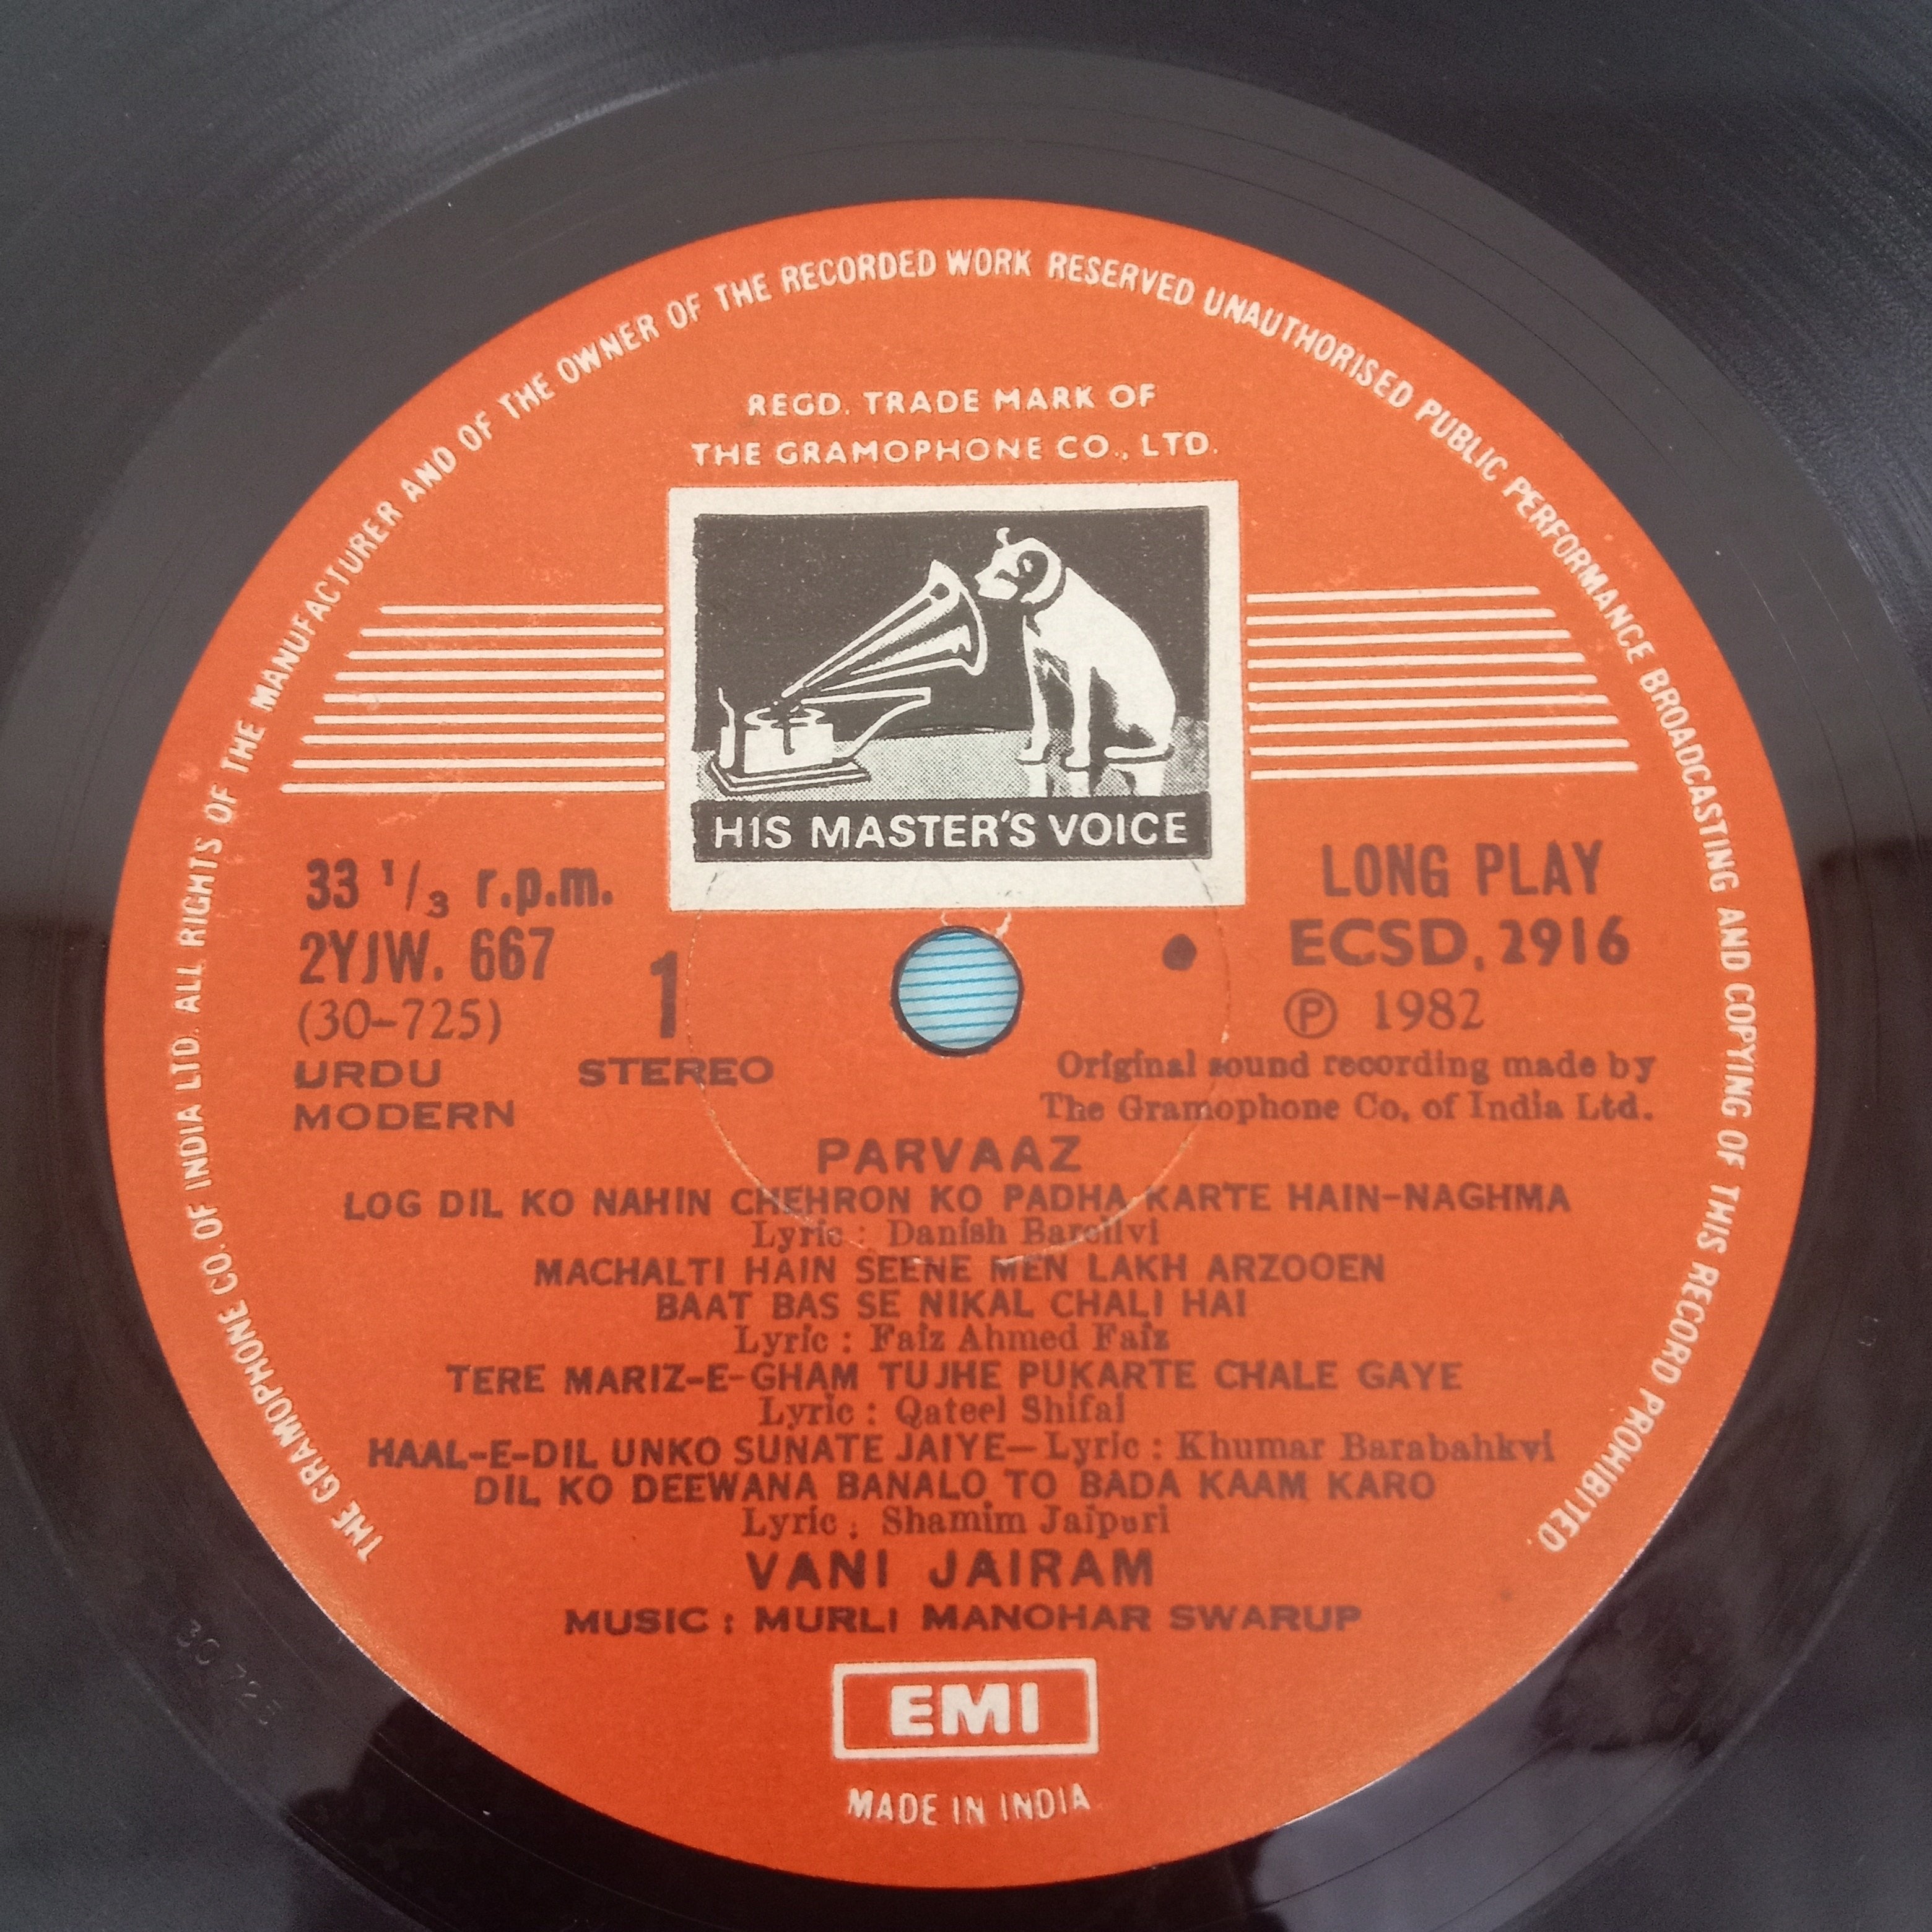 THE GRAMOPHONE CO. OF INDIA LTD. ALL RIGHTS OF THE MANUFACTURER AND OF THE OWNER OF THE RECORDED WORK RESERVED UNAUTHORISED PUBLIC PERFORMANCE BROADCASTING AND COPYING OF THIS RECORD PROHIBITED.
REGD. TRADE MARK OF
THE GRAMOPHONE CO., LTD.
HIS MASTER'S VOICE
33 1/3 r.p.m.
2YJW. 667
(30-725)
1
URDU STEREO
MODERN
LONG PLAY
ECSD. 2916
Ⓟ 1982
Original sound recording made by
The Gramophone Co. of India Ltd.
PARVAAZ
LOG DIL KO NAHIN CHEHRON KO PADHA KARTE HAIN-NAGHMA
Lyric : Danish Bareilvi
MACHALTI HAIN SEENE MEN LAKH ARZOOEN
BAAT BAS SE NIKAL CHALI HAI
Lyric : Faiz Ahmed Faiz
TERE MARIZ-E-GHAM TUJHE PUKARTE CHALE GAYE
Lyric : Qateel Shifai
HAAL-E-DIL UNKO SUNATE JAIYE—Lyric : Khumar Barabahkvi
DIL KO DEEWANA BANALO TO BADA KAAM KARO
Lyric : Shamim Jaipuri
VANI JAIRAM
MUSIC : MURLI MANOHAR SWARUP
EMI
MADE IN INDIA
30 725